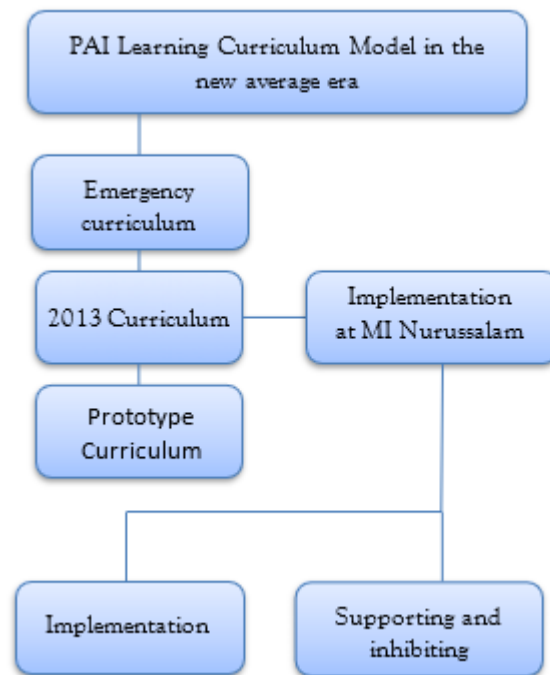 PAI Learning Curriculum Model in the
new average era
Emergency
curriculum
2013 Curriculum
Implementation
at MI Nurussalam
Prototype
Curriculum
Implementation
Supporting and
inhibiting